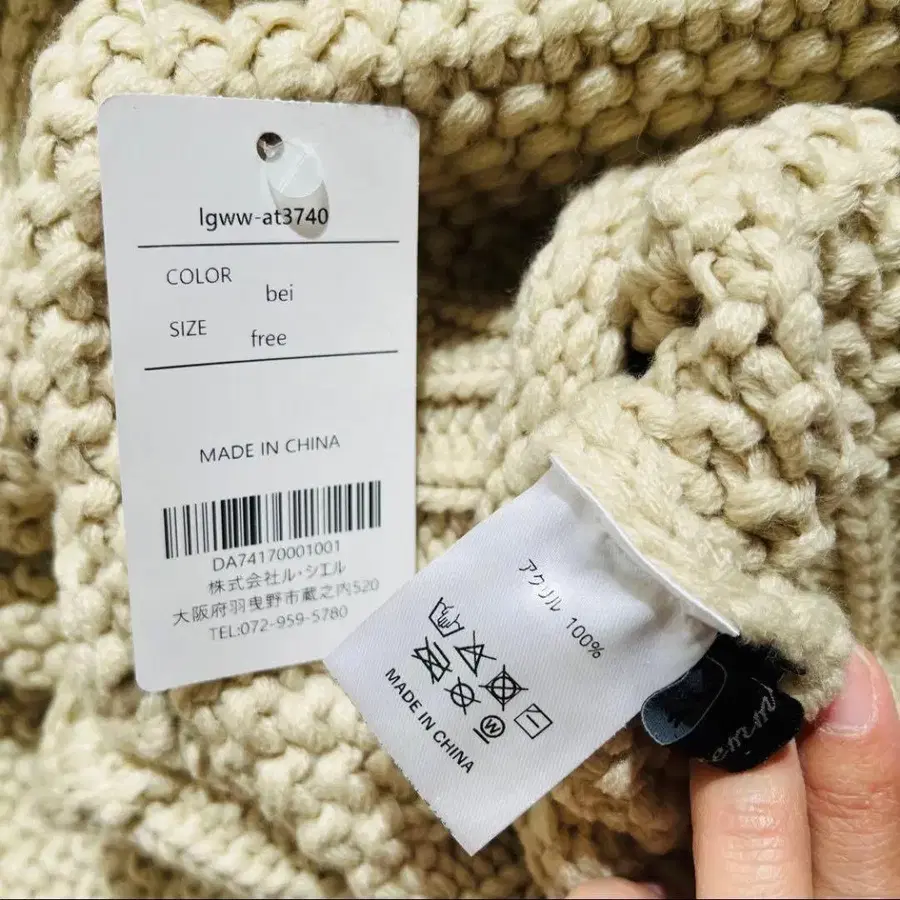 lgww-at3740
COLOR bei
SIZE free
MADE IN CHINA
DA74170001001
株式会社ル・シエル
大阪府羽曳野市蔵之内520
TEL:072-959-5780
アクリル 100%
W
MADE IN CHINA